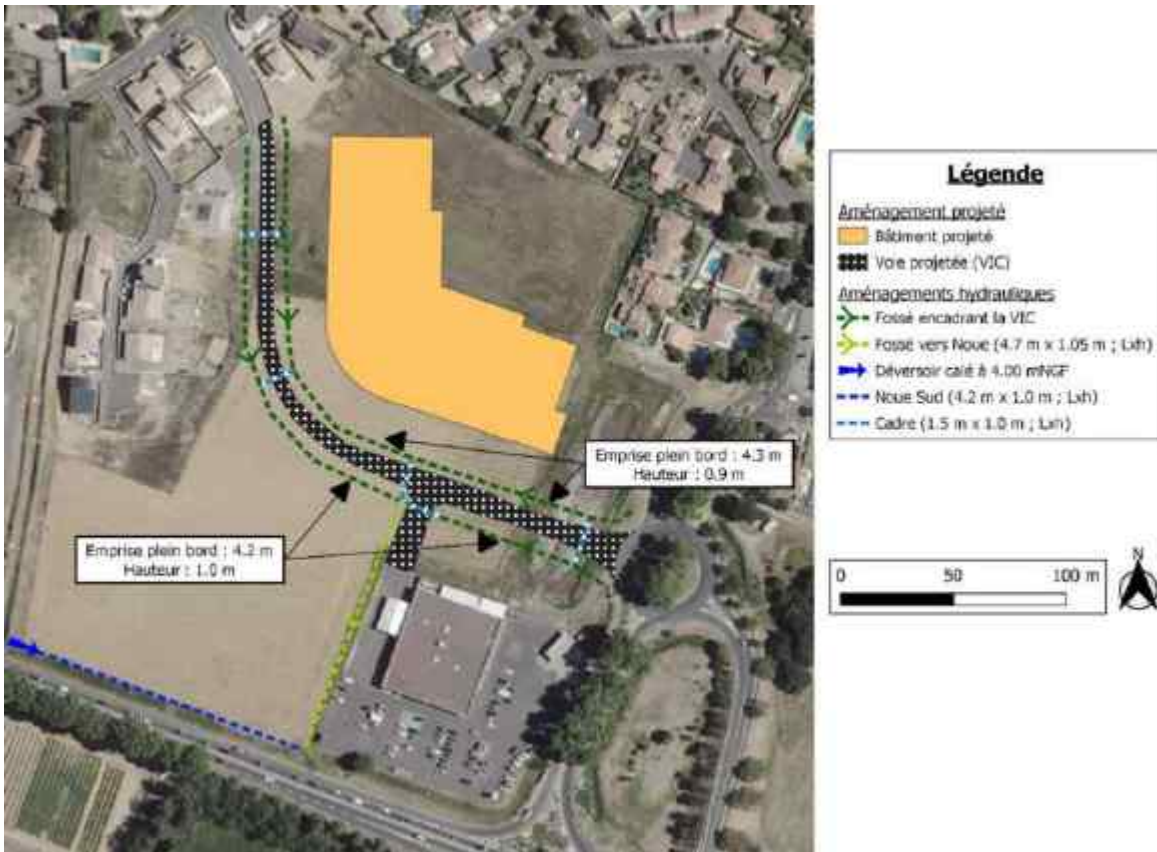 Légende
Aménagement projeté
Bâtiment projeté
Voie projetée (VIC)
Aménagements hydrauliques
Fossé encadrant la VIC
Fossé vers Noue (4.7 m x 1.05 m ; Lxh)
Déversoir calé à 4.00 mNGF
Noue Sud (4.2 m x 1.0 m ; Lxh)
Cadre (1.5 m x 1.0 m ; Lxh)
Emprise plein bord : 4.3 m
Hauteur : 0.9 m
Emprise plein bord : 4.2 m
Hauteur : 1.0 m
0 50 100 m
N